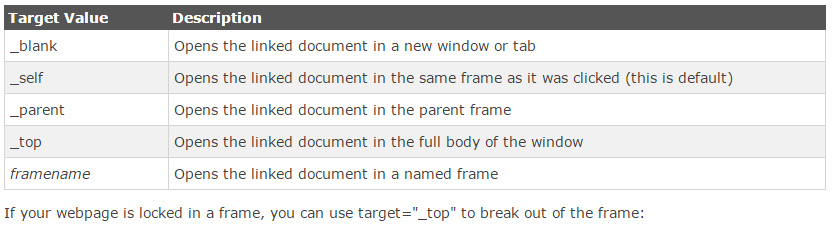 Target Value Description
_blank Opens the linked document in a new window or tab
_self Opens the linked document in the same frame as it was clicked (this is default)
_parent Opens the linked document in the parent frame
_top Opens the linked document in the full body of the window
framename Opens the linked document in a named frame
If your webpage is locked in a frame, you can use target="_top" to break out of the frame: